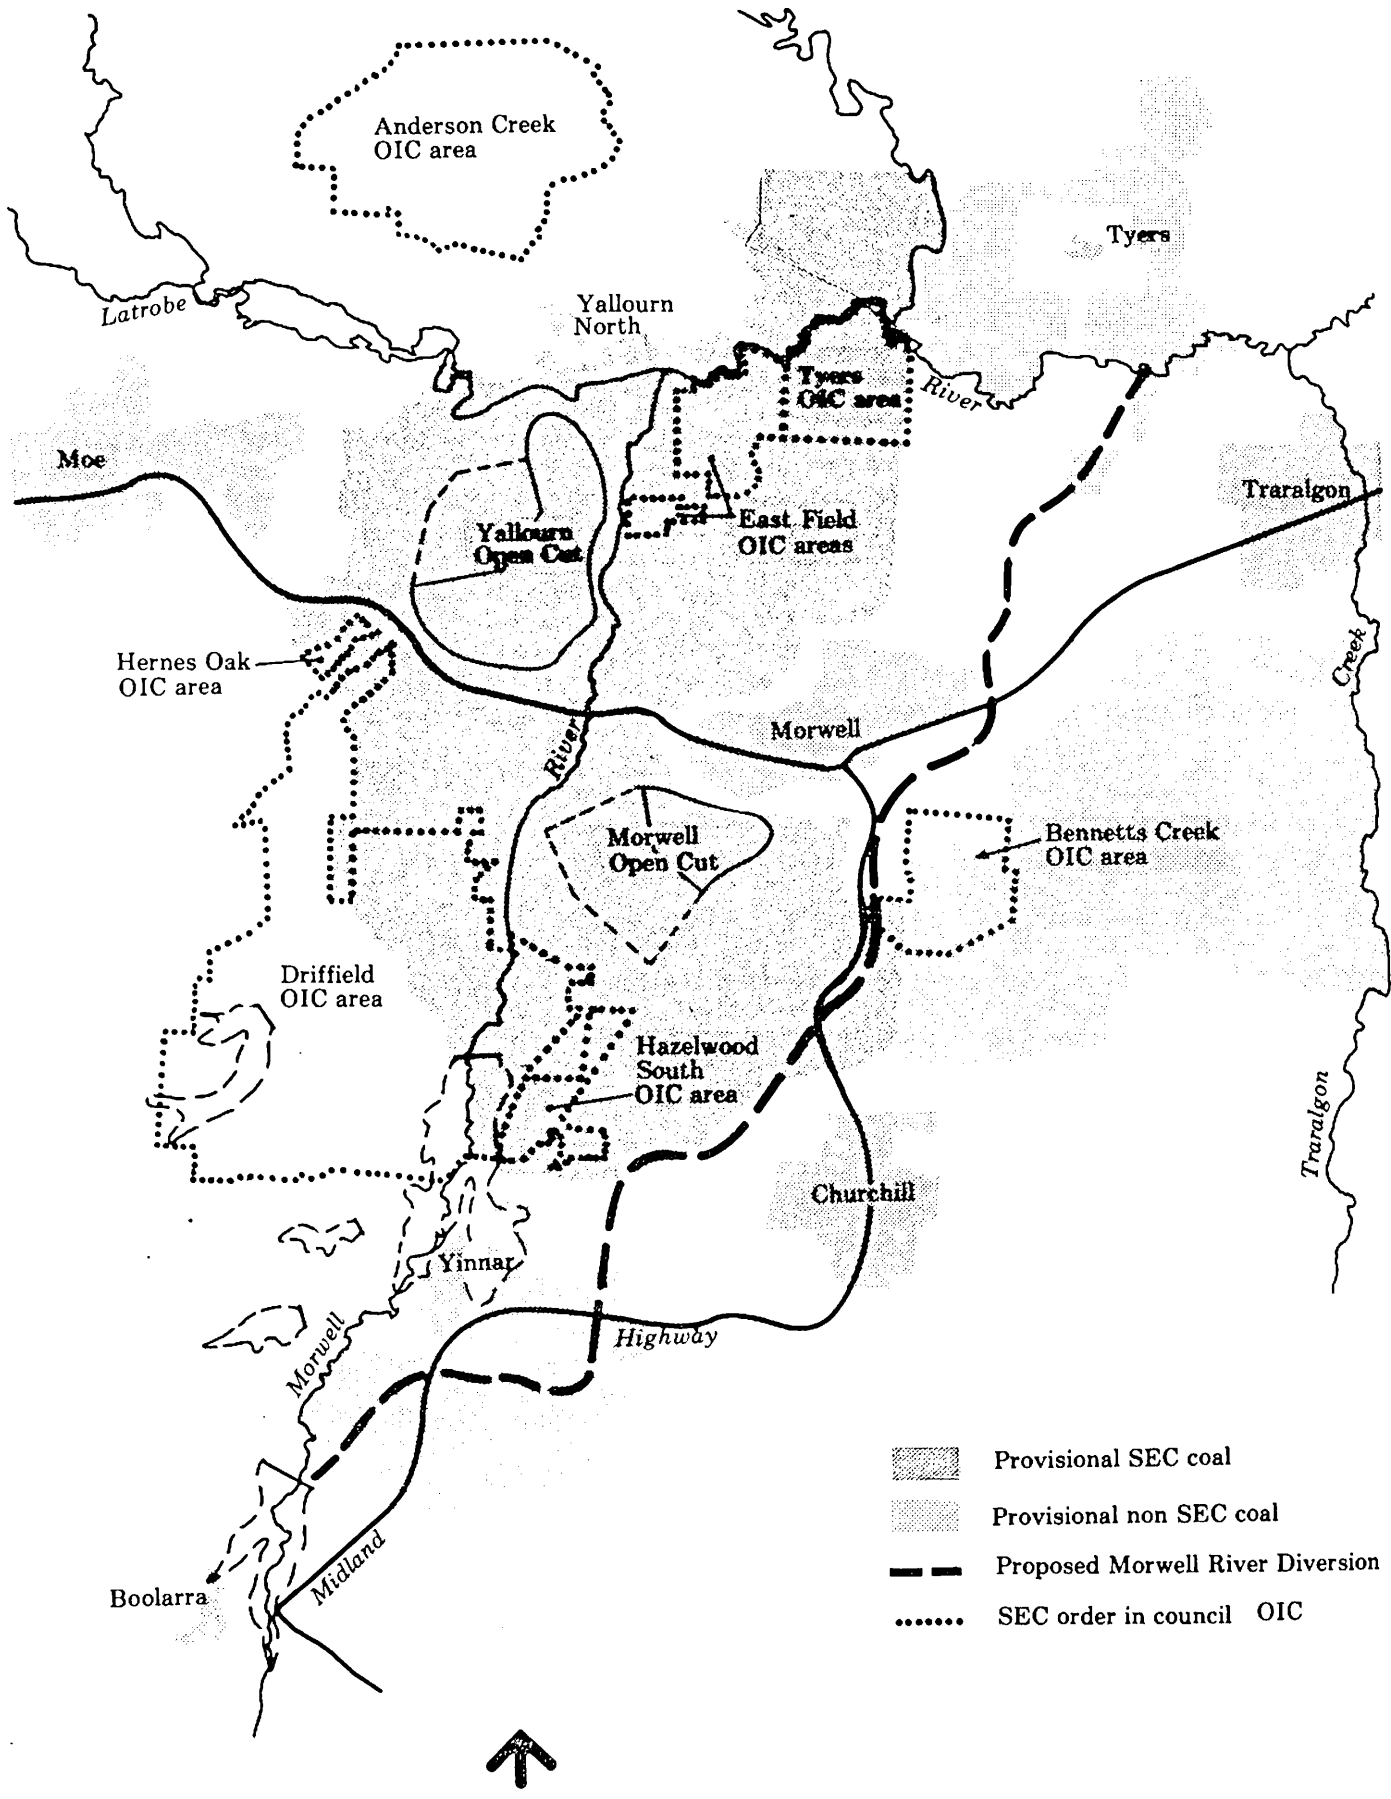 Anderson Creek
OIC area
Tyers
Latrobe
Yallourn
North
Tyers
OIC area
River
Moe
Traralgon
Yallourn
Open Cut
East Field
OIC areas
Hernes Oak
OIC area
Creek
River
Morwell
Morwell
Open Cut
Bennetts Creek
OIC area
Driffield
OIC area
Hazelwood
South
OIC area
Traralgon
Churchill
Yinnar
Highway
Morwell
Midland
Boolarra
Provisional SEC coal
Provisional non SEC coal
Proposed Morwell River Diversion
SEC order in council OIC